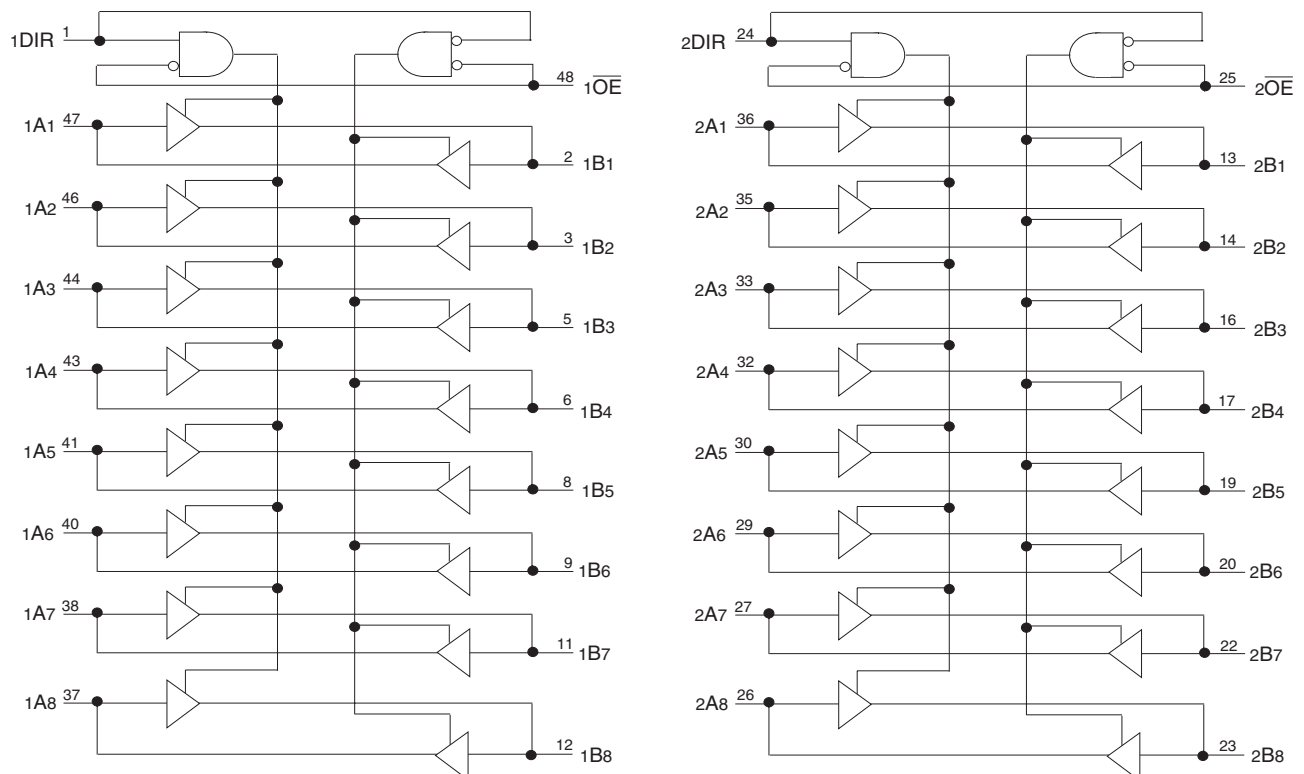 1DIR 1
48 1O̅E̅
1A1 47
2 1B1
1A2 46
3 1B2
1A3 44
5 1B3
1A4 43
6 1B4
1A5 41
8 1B5
1A6 40
9 1B6
1A7 38
11 1B7
1A8 37
12 1B8
2DIR 24
25 2O̅E̅
2A1 36
13 2B1
2A2 35
14 2B2
2A3 33
16 2B3
2A4 32
17 2B4
2A5 30
19 2B5
2A6 29
20 2B6
2A7 27
22 2B7
2A8 26
23 2B8